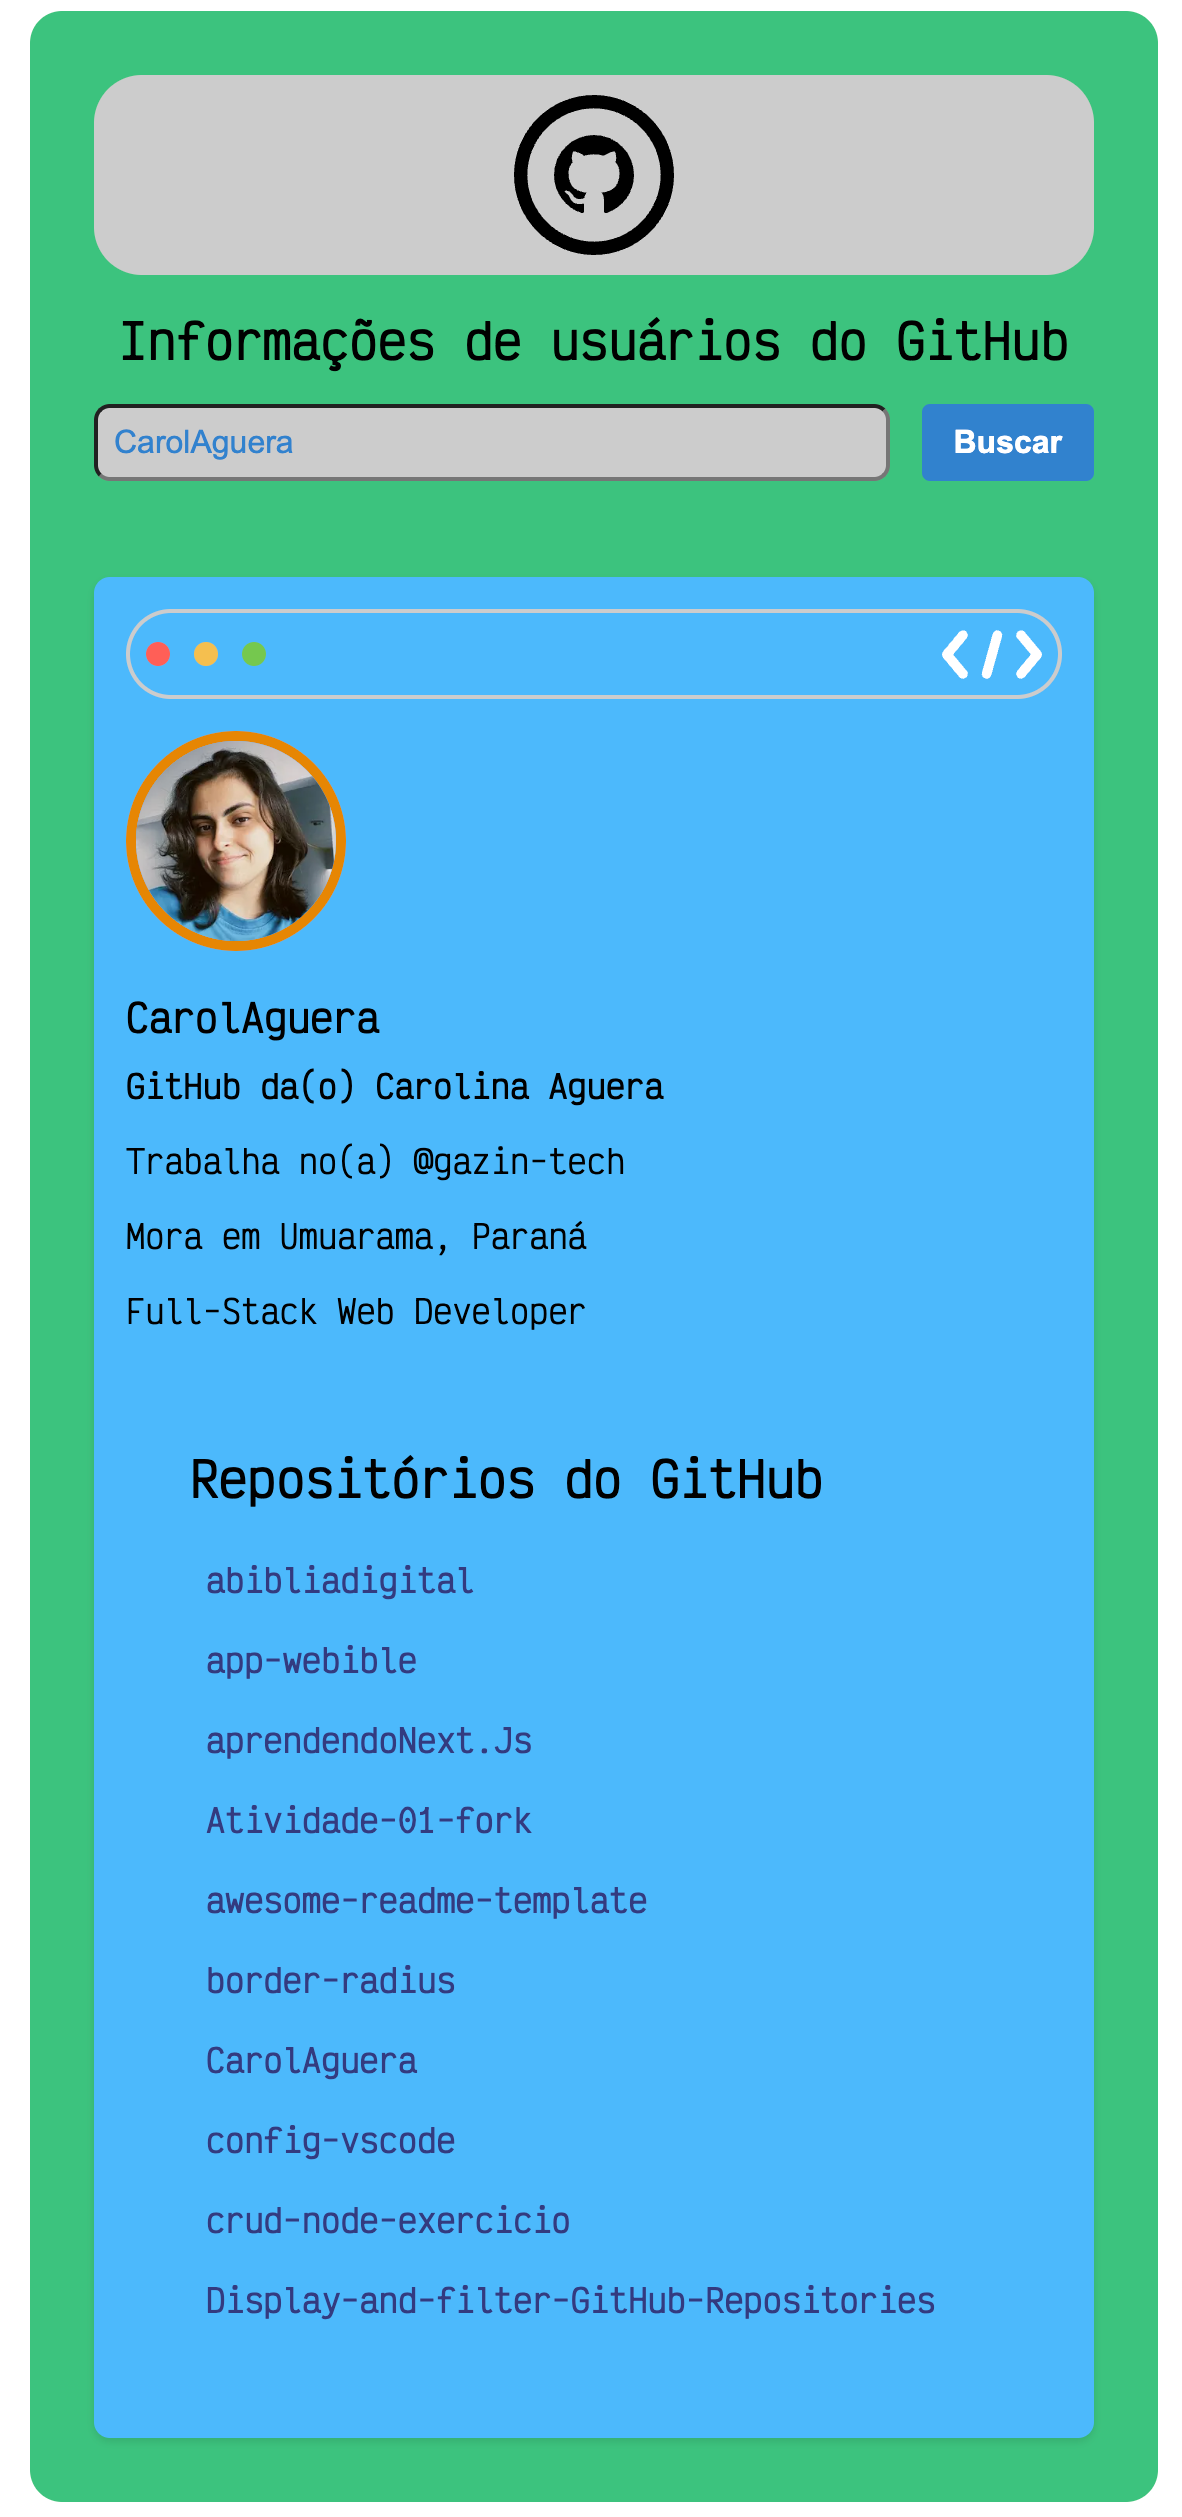 Informações de usuários do GitHub
CarolAguera
Buscar
CarolAguera
GitHub da(o) Carolina Aguera
Trabalha no(a) @gazin-tech
Mora em Umuarama, Paraná
Full-Stack Web Developer
Repositórios do GitHub
abibliadigital
app-webible
aprendendoNext.Js
Atividade-01-fork
awesome-readme-template
border-radius
CarolAguera
config-vscode
crud-node-exercicio
Display-and-filter-GitHub-Repositories